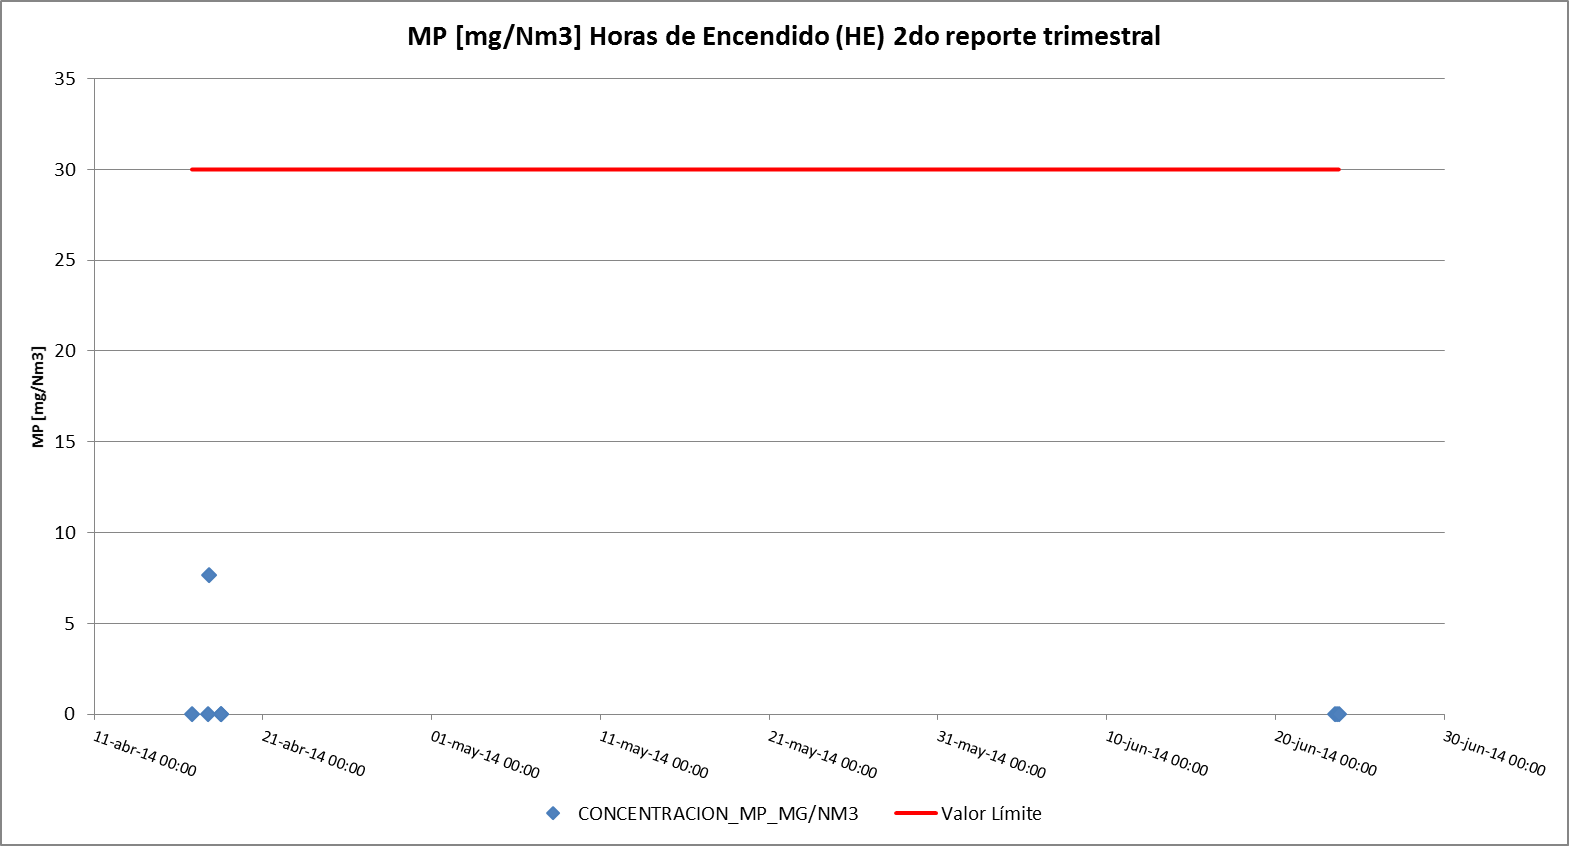 MP [mg/Nm3] Horas de Encendido (HE) 2do reporte trimestral
35
30
25
20
15
10
5
0
MP [mg/Nm3]
11-abr-14 00:00
21-abr-14 00:00
01-may-14 00:00
11-may-14 00:00
21-may-14 00:00
31-may-14 00:00
10-jun-14 00:00
20-jun-14 00:00
30-jun-14 00:00
CONCENTRACION_MP_MG/NM3
Valor Límite